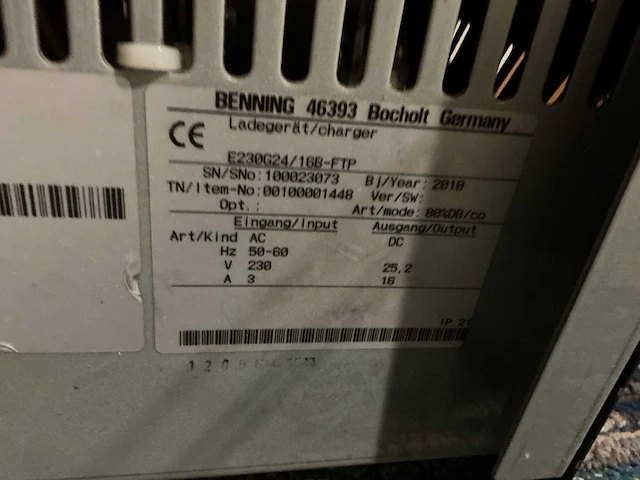 BENNING 46393 Bocholt Germany
CE Ladegerät/charger
E230G24/16B-FTP
SN/SNo:100023073 Bj/Year: 2010
TN/Item-No:00100001448 Ver/SW:
Opt.: Art/mode: 80%DB/co
Eingang/Input Ausgang/Output
Art/Kind AC DC
Hz 50-60
V 230 25,2
A 3 16
IP 21